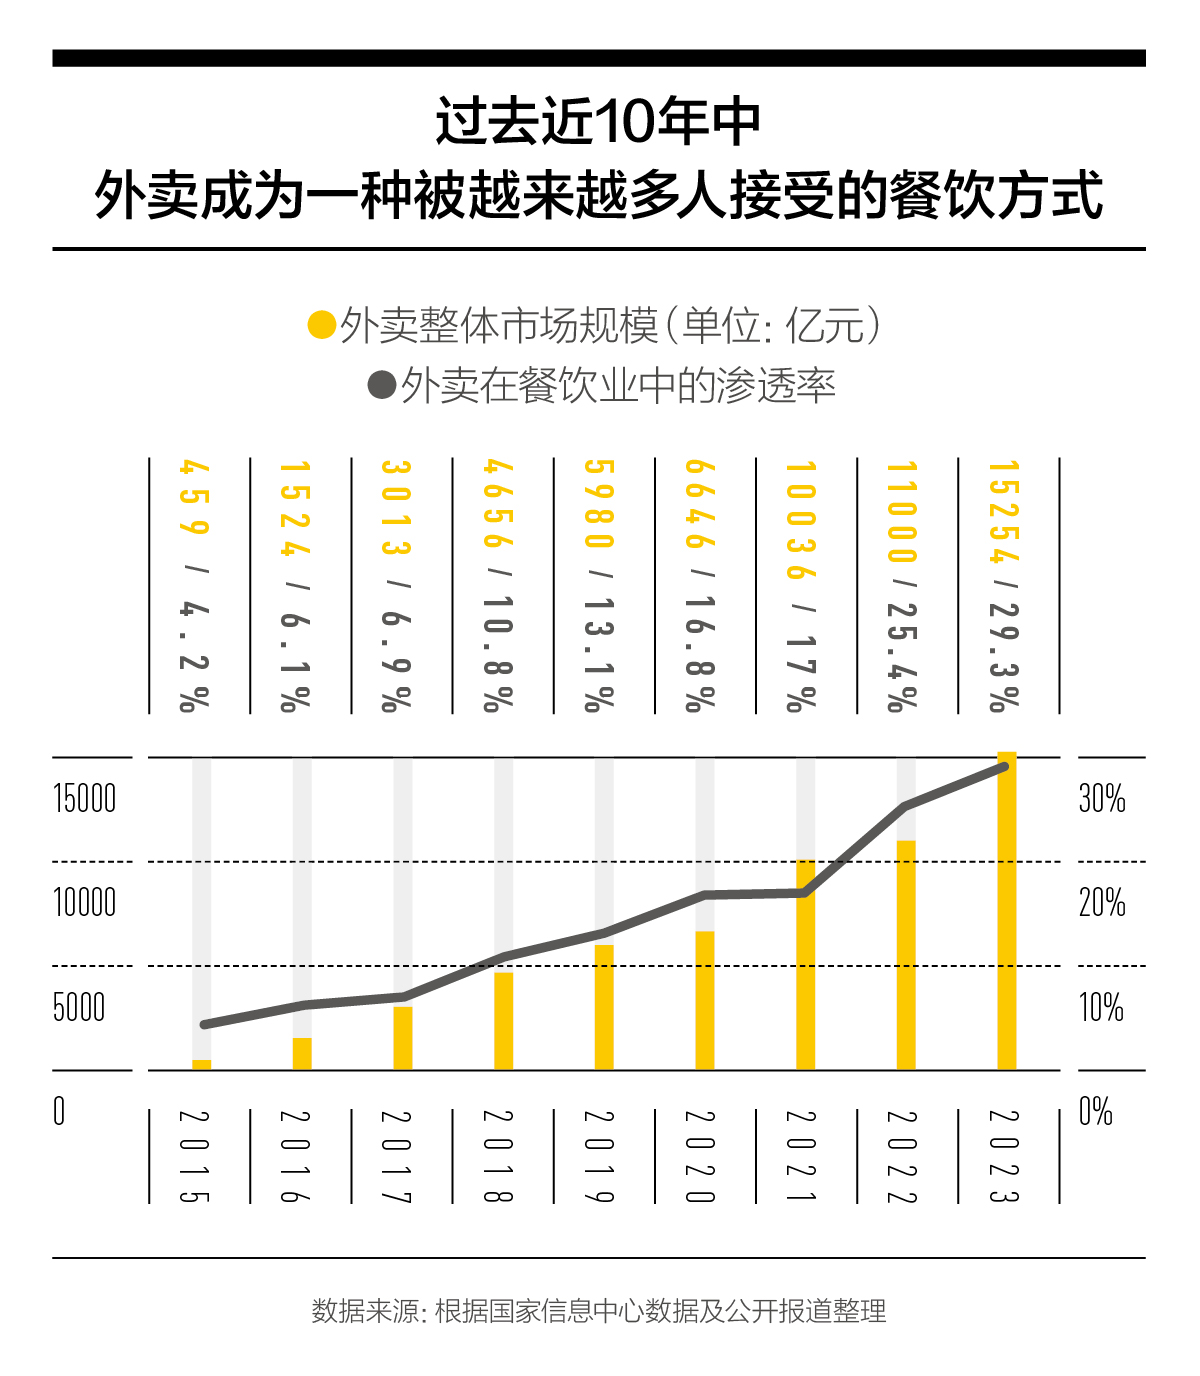 过去近10年中
外卖成为一种被越来越多人接受的餐饮方式
外卖整体市场规模（单位：亿元）
外卖在餐饮业中的渗透率
459 / 4.2%
1524 / 6.1%
3013 / 6.9%
4656 / 10.8%
5980 / 13.1%
6646 / 16.8%
10036 / 17%
11000 / 25.4%
15254 / 29.3%
15000
30%
10000
20%
5000
10%
0
0%
2015
2016
2017
2018
2019
2020
2021
2022
2023
数据来源：根据国家信息中心数据及公开报道整理